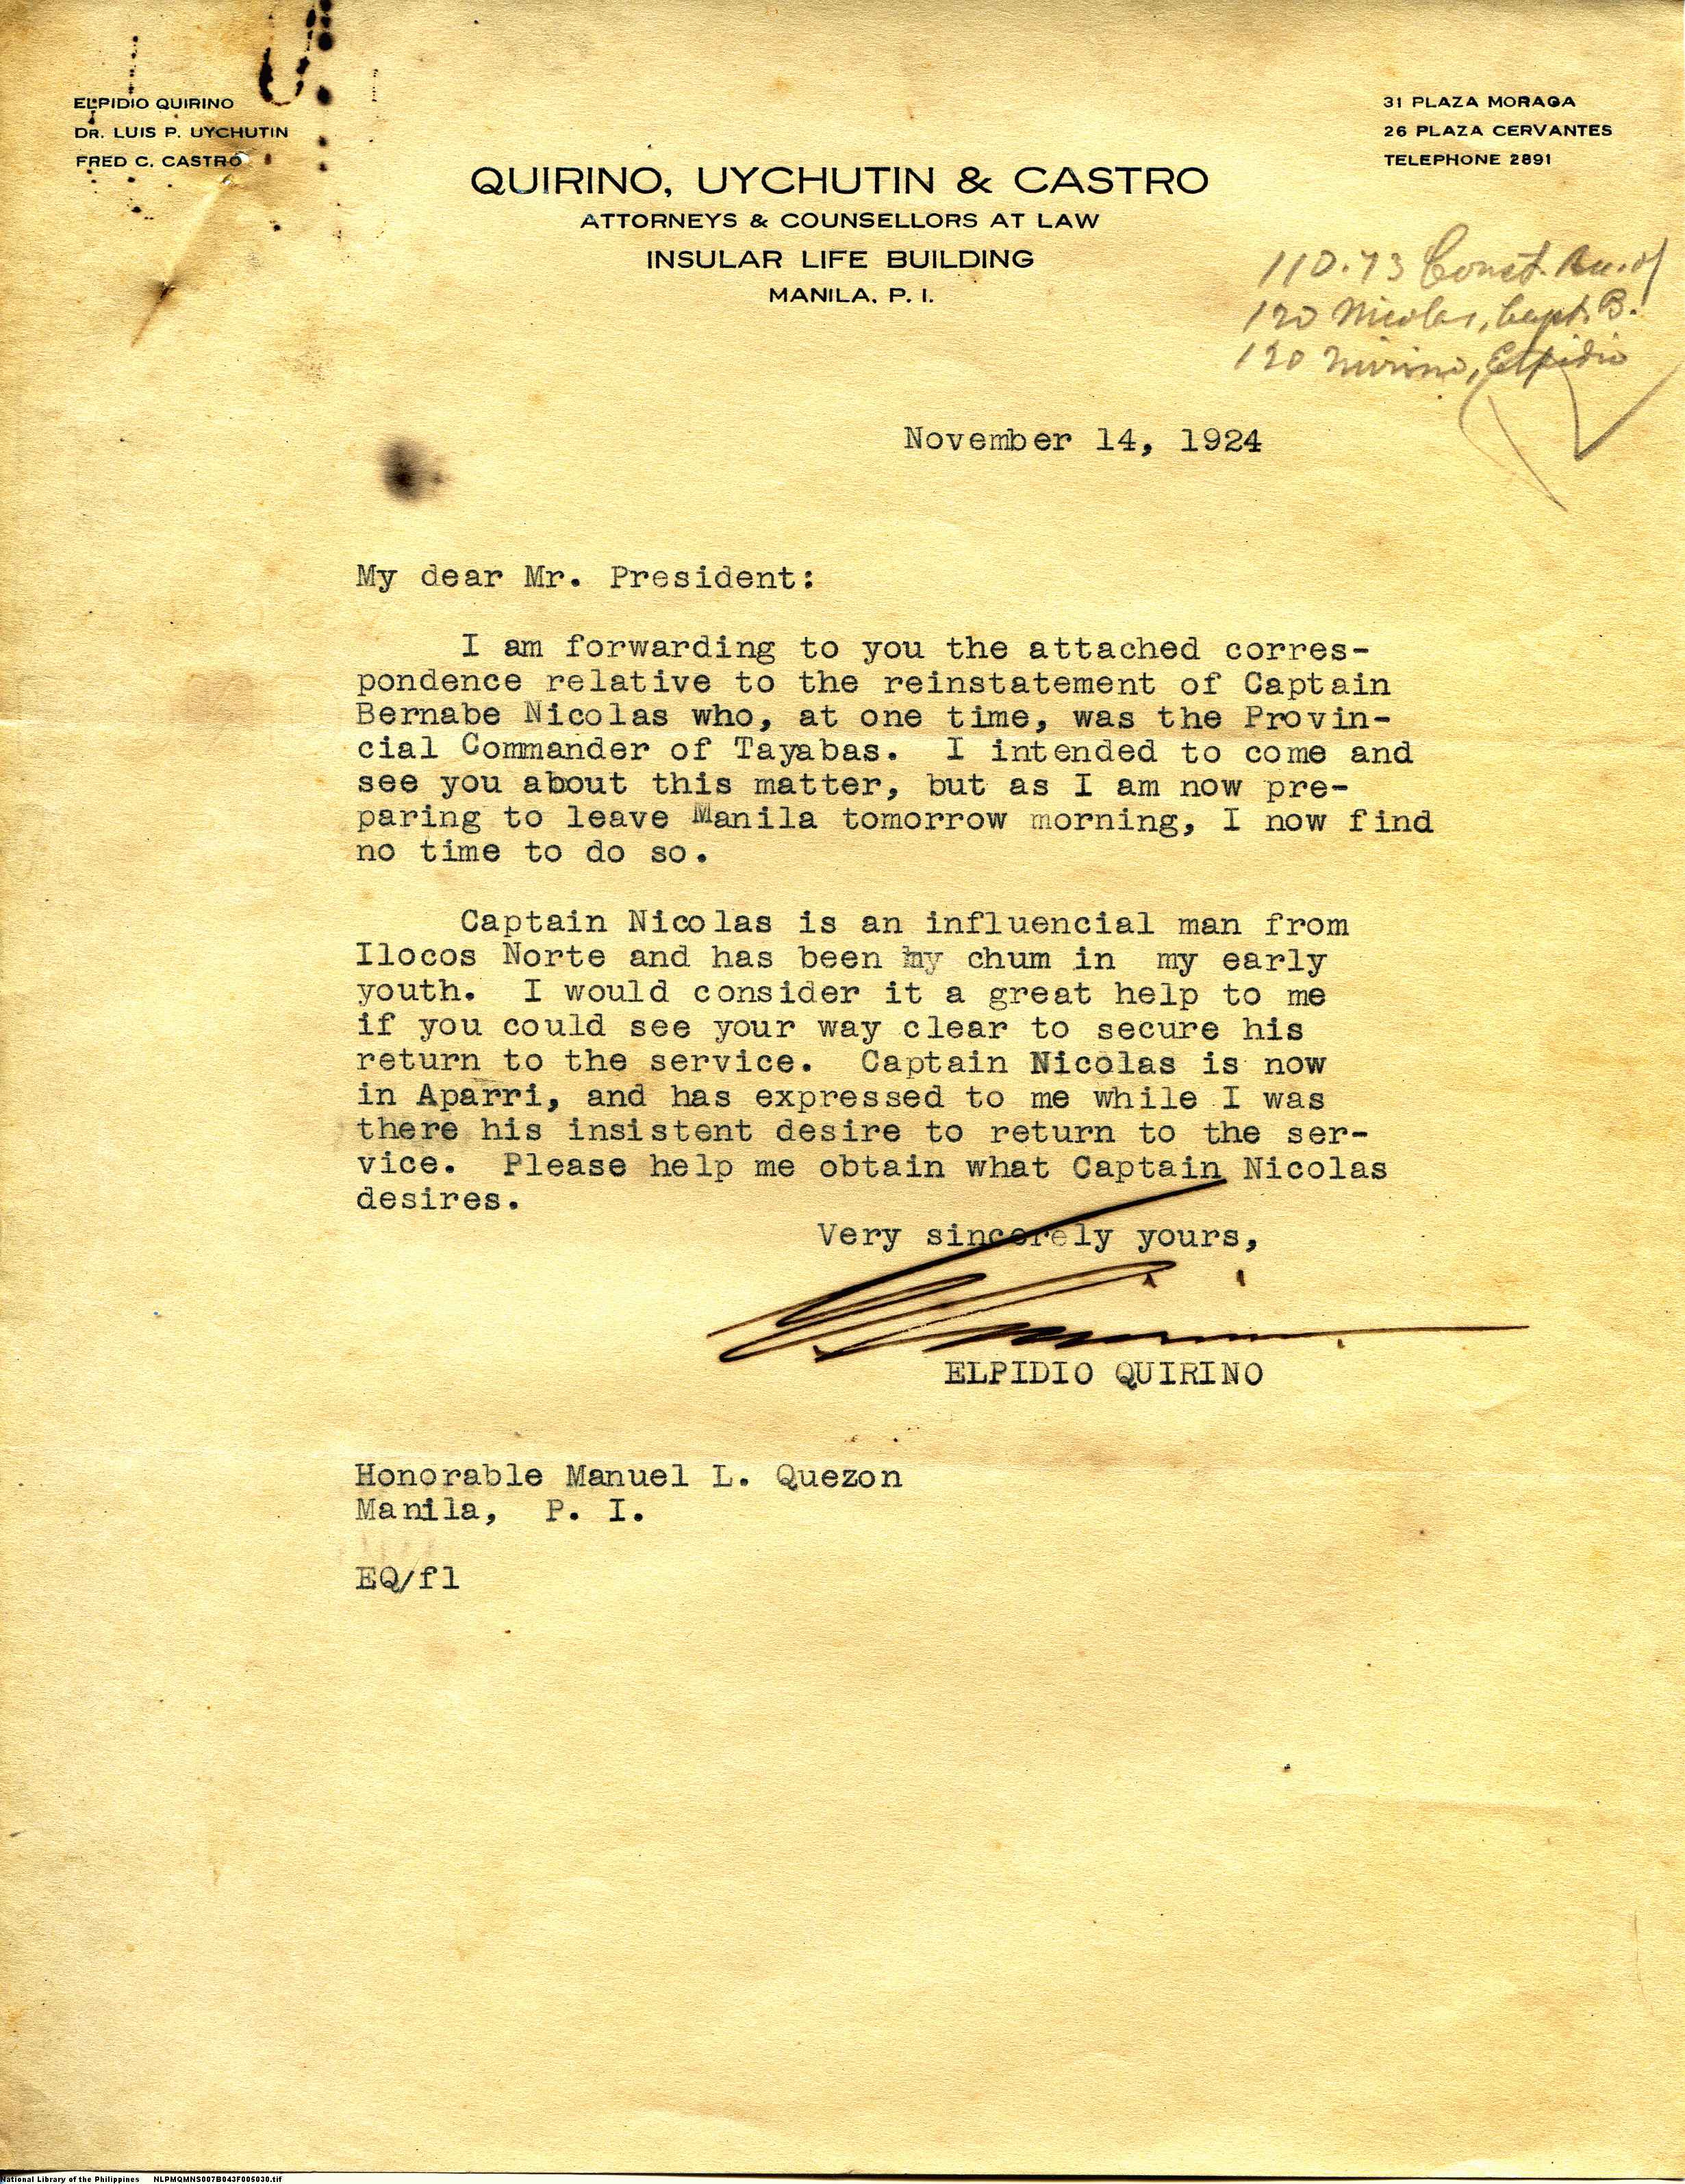 ELPIDIO QUIRINO
DR. LUIS P. UYCHUTIN
FRED C. CASTRO
31 PLAZA MORAGA
26 PLAZA CERVANTES
TELEPHONE 2891
QUIRINO, UYCHUTIN & CASTRO
ATTORNEYS & COUNSELLORS AT LAW
INSULAR LIFE BUILDING
MANILA, P. I.
110.73 Const. Bu. of
120 Nicolas, Capt. B.
120 Elpidio
November 14, 1924
My dear Mr. President:
I am forwarding to you the attached corres-
pondence relative to the reinstatement of Captain
Bernabe Nicolas who, at one time, was the Provin-
cial Commander of Tayabas. I intended to come and
see you about this matter, but as I am now pre-
paring to leave Manila tomorrow morning, I now find
no time to do so.
Captain Nicolas is an influencial man from
Ilocos Norte and has been my chum in my early
youth. I would consider it a great help to me
if you could see your way clear to secure his
return to the service. Captain Nicolas is now
in Aparri, and has expressed to me while I was
there his insistent desire to return to the ser-
vice. Please help me obtain what Captain Nicolas
desires.
Very sincerely yours,
ELPIDIO QUIRINO
Honorable Manuel L. Quezon
Manila, P. I.
EQ/fl
National Library of the Philippines NLPMQMNS007B043F005030.tif